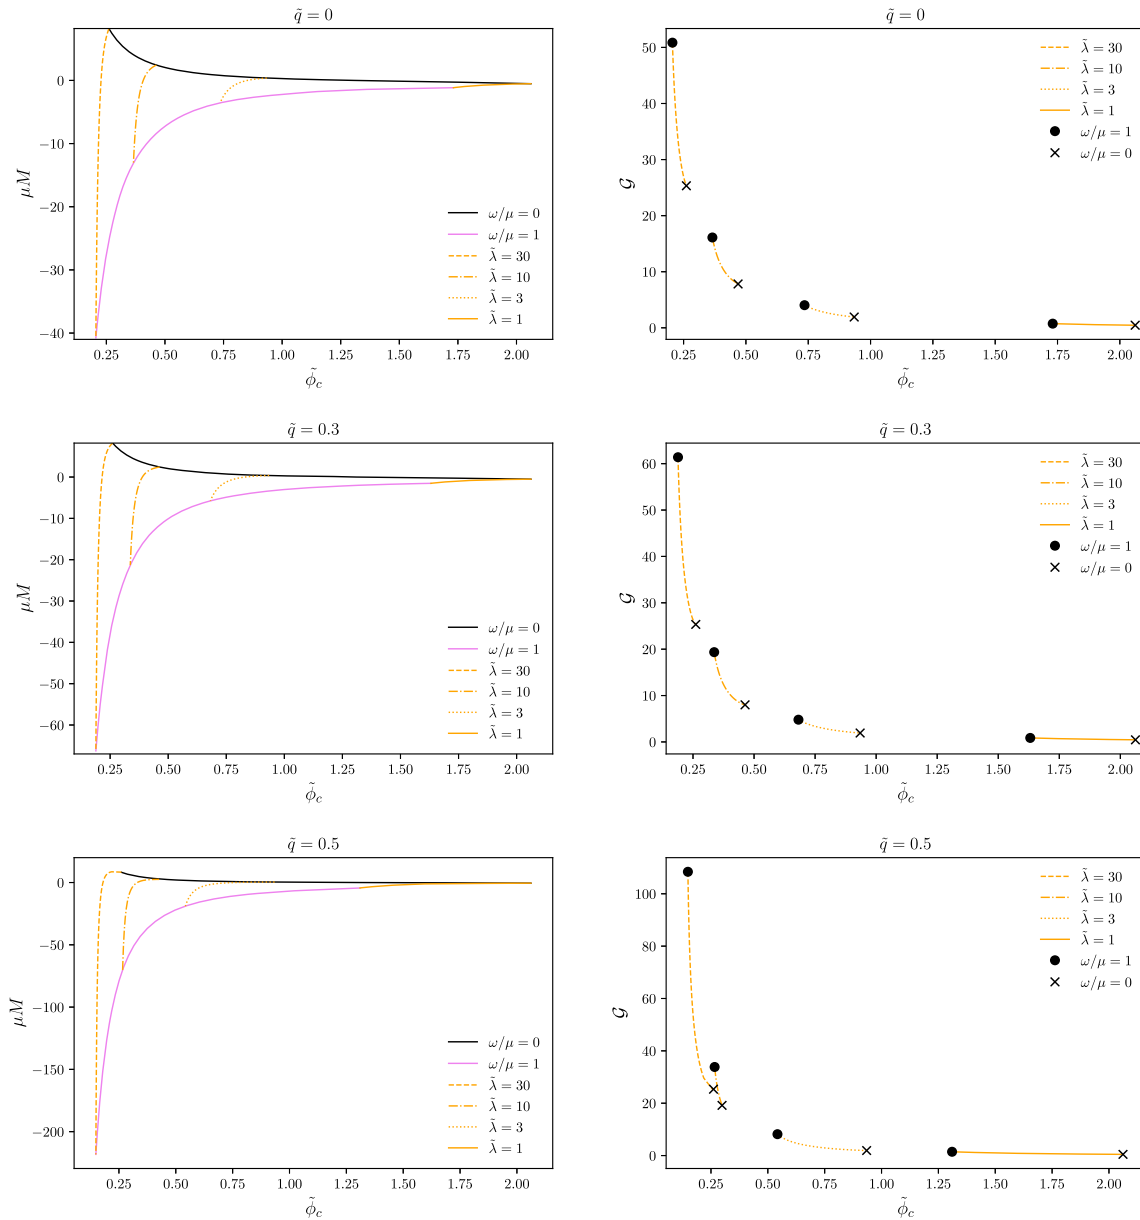 q̃ = 0
μM
0
−10
−20
−30
−40
0.25 0.50 0.75 1.00 1.25 1.50 1.75 2.00
ϕ̃_c
ω/μ = 0
ω/μ = 1
λ̃ = 30
λ̃ = 10
λ̃ = 3
λ̃ = 1
q̃ = 0
𝒢
50
40
30
20
10
0
0.25 0.50 0.75 1.00 1.25 1.50 1.75 2.00
ϕ̃_c
λ̃ = 30
λ̃ = 10
λ̃ = 3
λ̃ = 1
ω/μ = 1
ω/μ = 0
q̃ = 0.3
μM
0
−10
−20
−30
−40
−50
−60
0.25 0.50 0.75 1.00 1.25 1.50 1.75 2.00
ϕ̃_c
ω/μ = 0
ω/μ = 1
λ̃ = 30
λ̃ = 10
λ̃ = 3
λ̃ = 1
q̃ = 0.3
𝒢
60
50
40
30
20
10
0
0.25 0.50 0.75 1.00 1.25 1.50 1.75 2.00
ϕ̃_c
λ̃ = 30
λ̃ = 10
λ̃ = 3
λ̃ = 1
ω/μ = 1
ω/μ = 0
q̃ = 0.5
μM
0
−50
−100
−150
−200
0.25 0.50 0.75 1.00 1.25 1.50 1.75 2.00
ϕ̃_c
ω/μ = 0
ω/μ = 1
λ̃ = 30
λ̃ = 10
λ̃ = 3
λ̃ = 1
q̃ = 0.5
𝒢
100
80
60
40
20
0
0.25 0.50 0.75 1.00 1.25 1.50 1.75 2.00
ϕ̃_c
λ̃ = 30
λ̃ = 10
λ̃ = 3
λ̃ = 1
ω/μ = 1
ω/μ = 0